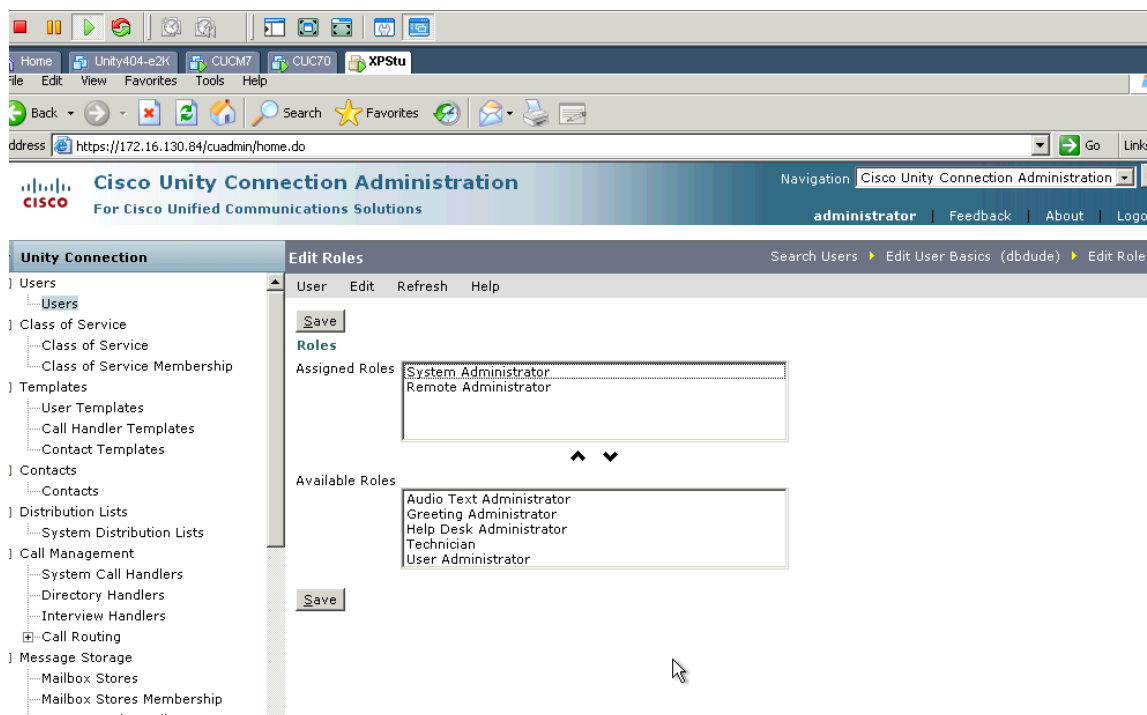 Home Unity404-e2K CUCM7 CUC70 XPStu
File Edit View Favorites Tools Help
Back Search Favorites
Address https://172.16.130.84/cuadmin/home.do Go Links
cisco Cisco Unity Connection Administration Navigation Cisco Unity Connection Administration
For Cisco Unified Communications Solutions administrator Feedback About Logo
Unity Connection Edit Roles Search Users Edit User Basics (dbdude) Edit Role
Users User Edit Refresh Help
Users
Save
Class of Service
Roles
Class of Service
Class of Service Membership Assigned Roles System Administrator
Templates Remote Administrator
User Templates
Call Handler Templates
Contact Templates
Contacts
Available Roles
Contacts Audio Text Administrator
Distribution Lists Greeting Administrator
System Distribution Lists Help Desk Administrator
Technician
Call Management User Administrator
System Call Handlers
Directory Handlers
Save
Interview Handlers
Call Routing
Message Storage
Mailbox Stores
Mailbox Stores Membership